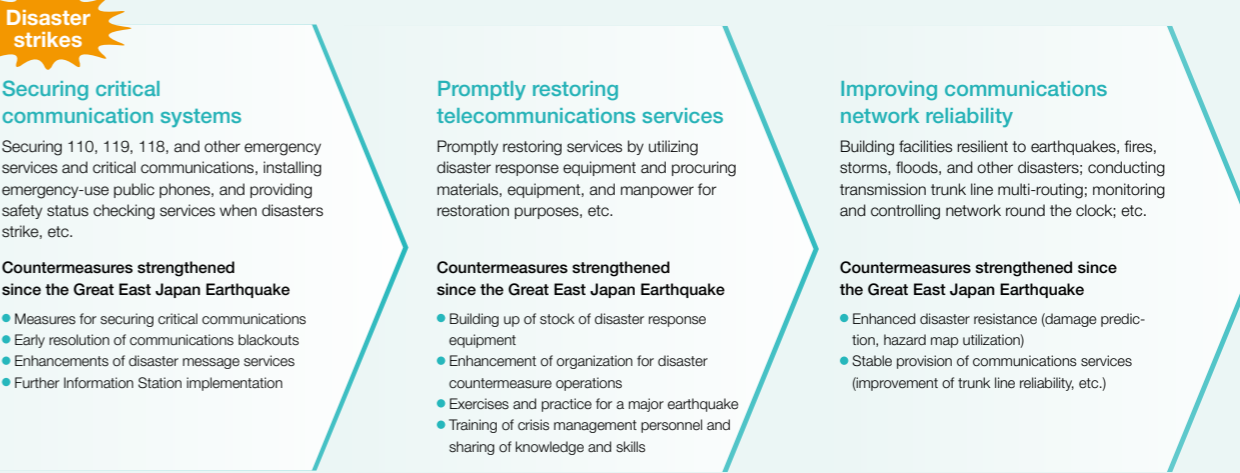 Disaster
strikes
Securing critical
communication systems
Securing 110, 119, 118, and other emergency
services and critical communications, installing
emergency-use public phones, and providing
safety status checking services when disasters
strike, etc.
Countermeasures strengthened
since the Great East Japan Earthquake
● Measures for securing critical communications
● Early resolution of communications blackouts
● Enhancements of disaster message services
● Further Information Station implementation
Promptly restoring
telecommunications services
Promptly restoring services by utilizing
disaster response equipment and procuring
materials, equipment, and manpower for
restoration purposes, etc.
Countermeasures strengthened
since the Great East Japan Earthquake
● Building up of stock of disaster response
equipment
● Enhancement of organization for disaster
countermeasure operations
● Exercises and practice for a major earthquake
● Training of crisis management personnel and
sharing of knowledge and skills
Improving communications
network reliability
Building facilities resilient to earthquakes, fires,
storms, floods, and other disasters; conducting
transmission trunk line multi-routing; monitoring
and controlling network round the clock; etc.
Countermeasures strengthened since
the Great East Japan Earthquake
● Enhanced disaster resistance (damage predic-
tion, hazard map utilization)
● Stable provision of communications services
(improvement of trunk line reliability, etc.)